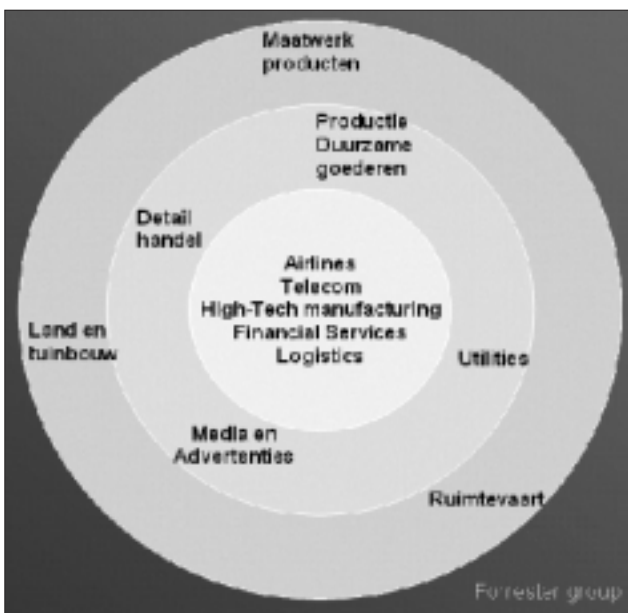 Maatwerk
producten
Productie
Duurzame
goederen
Detail
handel
Airlines
Telecom
High-Tech manufacturing
Financial Services
Logistics
Land en
tuinbouw
Utilities
Media en
Advertenties
Ruimtevaart
Forrester group